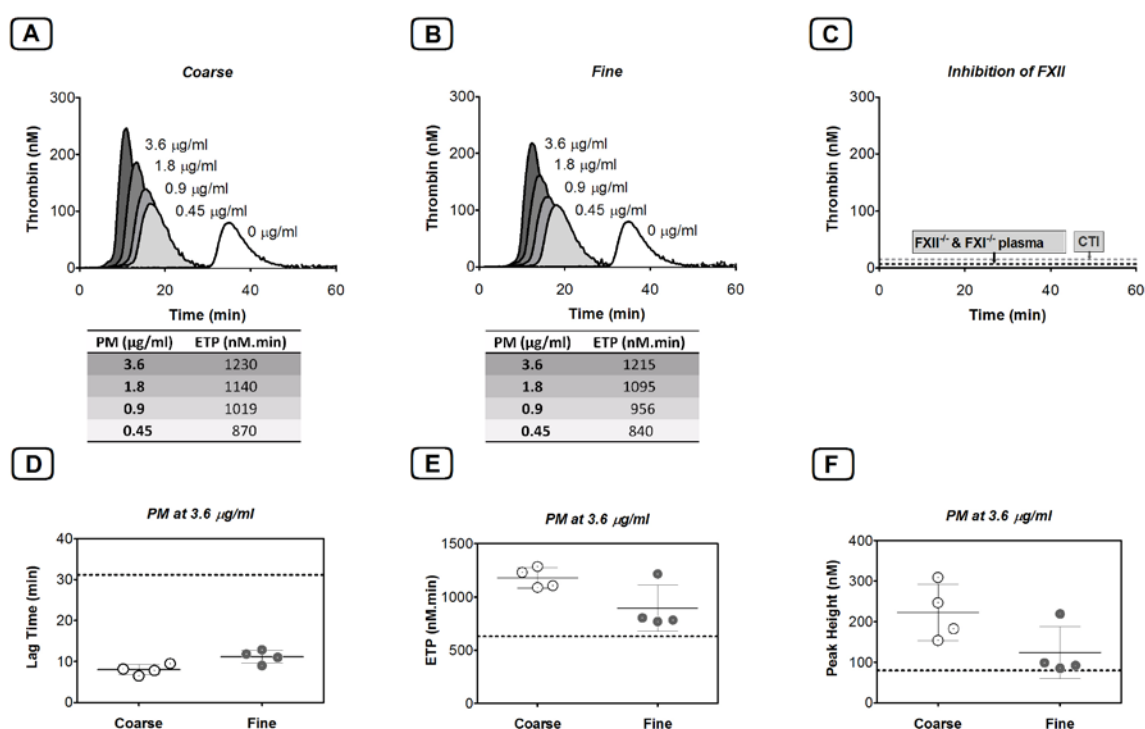 A
Coarse
Thrombin (nM)
300
200
100
0
3.6 µg/ml
1.8 µg/ml
0.9 µg/ml
0.45 µg/ml
0 µg/ml
0 20 40 60
Time (min)
PM (µg/ml) ETP (nM.min)
3.6 1230
1.8 1140
0.9 1019
0.45 870
B
Fine
Thrombin (nM)
300
200
100
0
3.6 µg/ml
1.8 µg/ml
0.9 µg/ml
0.45 µg/ml
0 µg/ml
0 20 40 60
Time (min)
PM (µg/ml) ETP (nM.min)
3.6 1215
1.8 1095
0.9 956
0.45 840
C
Inhibition of FXII
Thrombin (nM)
300
200
100
0
FXII-/- & FXI-/- plasma
CTI
0 20 40 60
Time (min)
D
PM at 3.6 µg/ml
Lag Time (min)
40
30
20
10
0
Coarse Fine
E
PM at 3.6 µg/ml
ETP (nM.min)
1500
1000
500
0
Coarse Fine
F
PM at 3.6 µg/ml
Peak Height (nM)
400
300
200
100
0
Coarse Fine